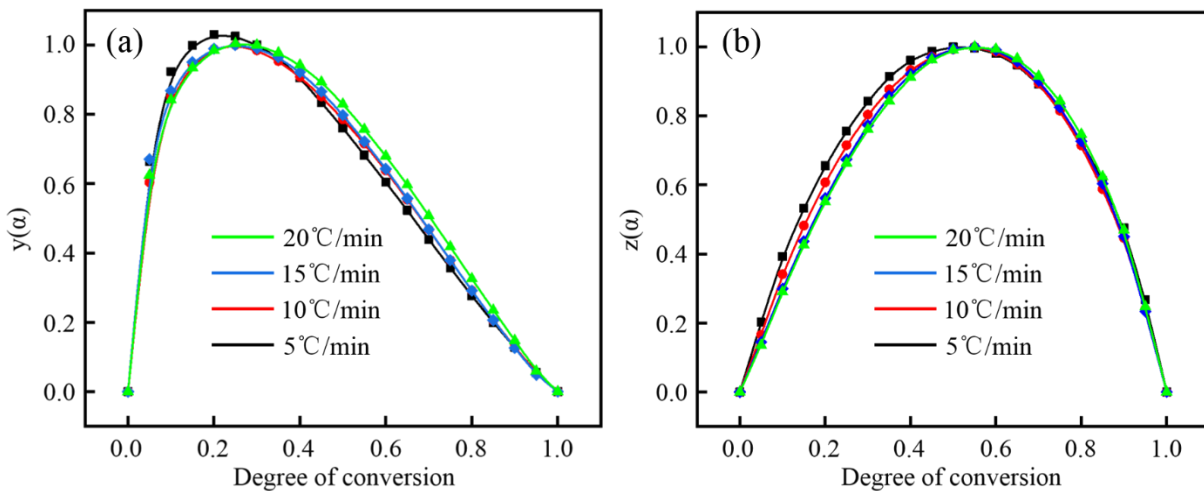 (a)
y(α)
1.0
0.8
0.6
0.4
0.2
0.0
20℃/min
15℃/min
10℃/min
5℃/min
0.0 0.2 0.4 0.6 0.8 1.0
Degree of conversion
(b)
z(α)
1.0
0.8
0.6
0.4
0.2
0.0
20℃/min
15℃/min
10℃/min
5℃/min
0.0 0.2 0.4 0.6 0.8 1.0
Degree of conversion